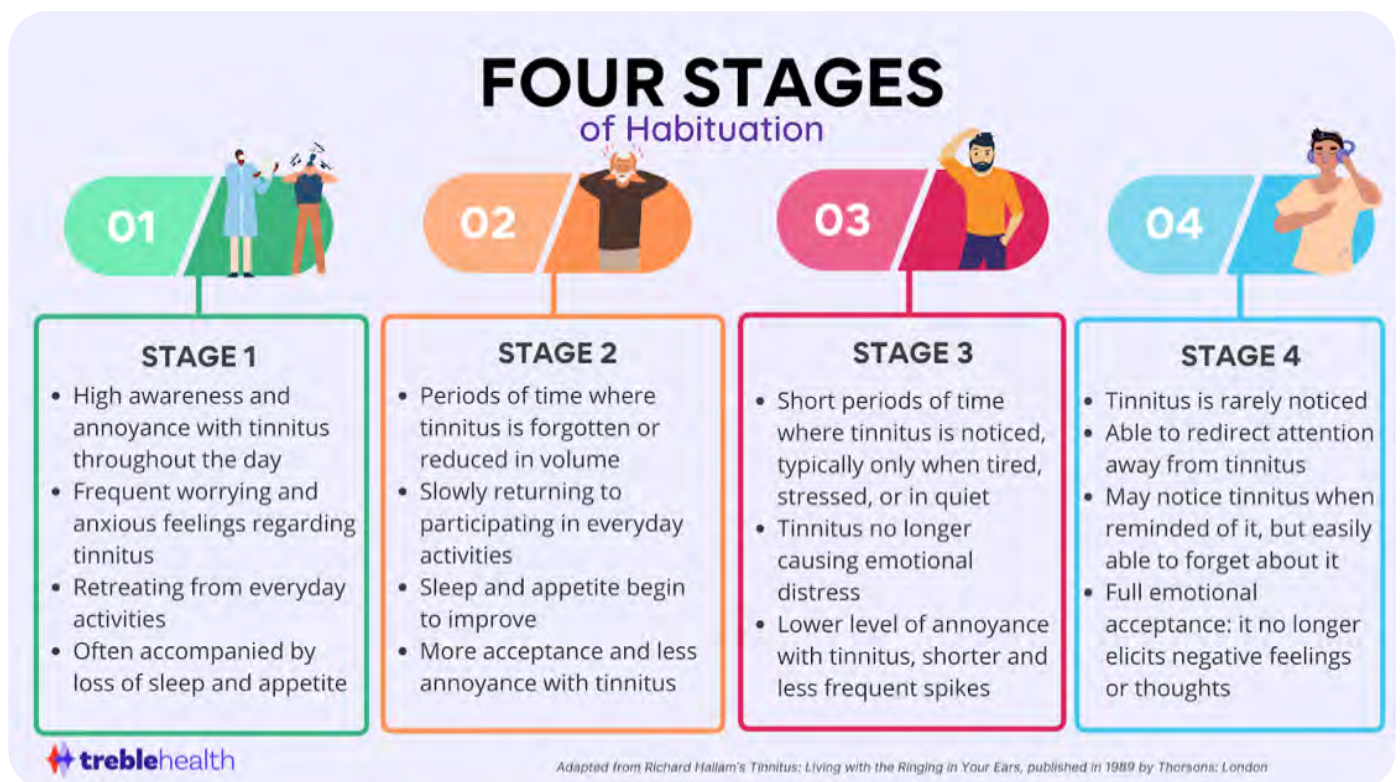 FOUR STAGES
of Habituation
01
02
03
04
STAGE 1
• High awareness and
annoyance with tinnitus
throughout the day
• Frequent worrying and
anxious feelings regarding
tinnitus
• Retreating from everyday
activities
• Often accompanied by
loss of sleep and appetite
STAGE 2
• Periods of time where
tinnitus is forgotten or
reduced in volume
• Slowly returning to
participating in everyday
activities
• Sleep and appetite begin
to improve
• More acceptance and less
annoyance with tinnitus
STAGE 3
• Short periods of time
where tinnitus is noticed,
typically only when tired,
stressed, or in quiet
• Tinnitus no longer
causing emotional
distress
• Lower level of annoyance
with tinnitus, shorter and
less frequent spikes
STAGE 4
• Tinnitus is rarely noticed
• Able to redirect attention
away from tinnitus
• May notice tinnitus when
reminded of it, but easily
able to forget about it
• Full emotional
acceptance: it no longer
elicits negative feelings
or thoughts
treblehealth
Adapted from Richard Hallam's Tinnitus: Living with the Ringing in Your Ears, published in 1989 by Thorsons: London